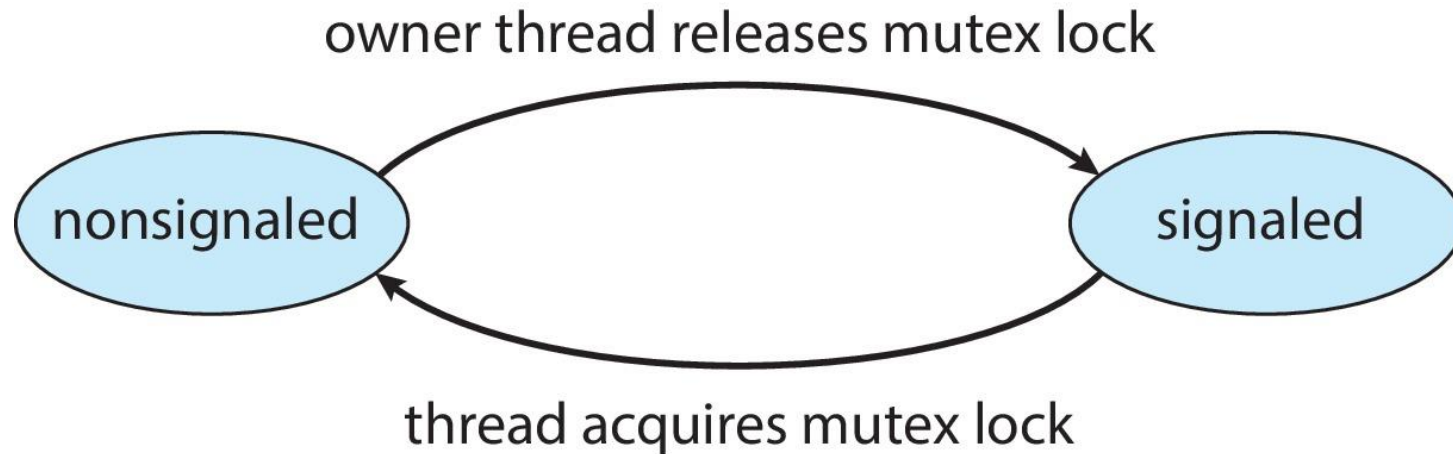 owner thread releases mutex lock
nonsignaled
signaled
thread acquires mutex lock